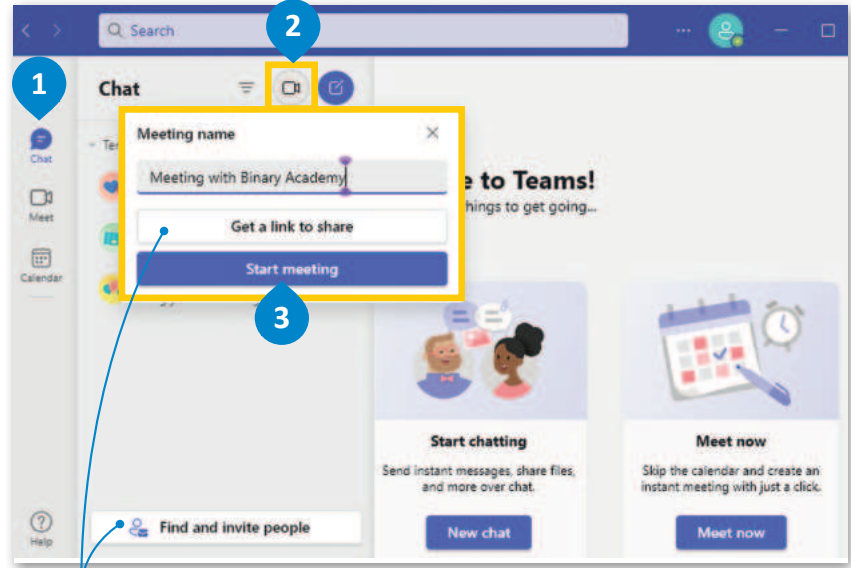 Search
...
1
2
Chat
Chat
Meet
Calendar
Meeting name
Meeting with Binary Academy
Get a link to share
Start meeting
3
to Teams!
hings to get going...
Start chatting
Send instant messages, share files,
and more over chat.
New chat
Meet now
Skip the calendar and create an
instant meeting with just a click.
Meet now
Find and invite people
Help